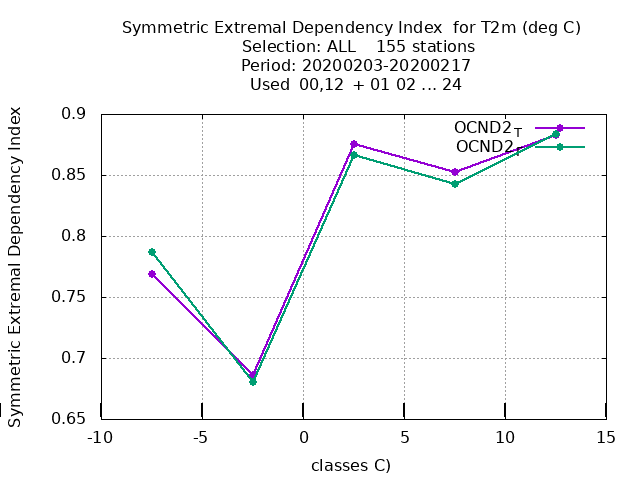 Symmetric Extremal Dependency Index  for T2m (deg C)
Selection: ALL    155 stations
Period: 20200203-20200217
Used  00,12  + 01 02 ... 24
Symmetric Extremal Dependency Index
0.9
0.85
0.8
0.75
0.7
0.65
-10
-5
0
5
10
15
classes C)
OCND2T
OCND2